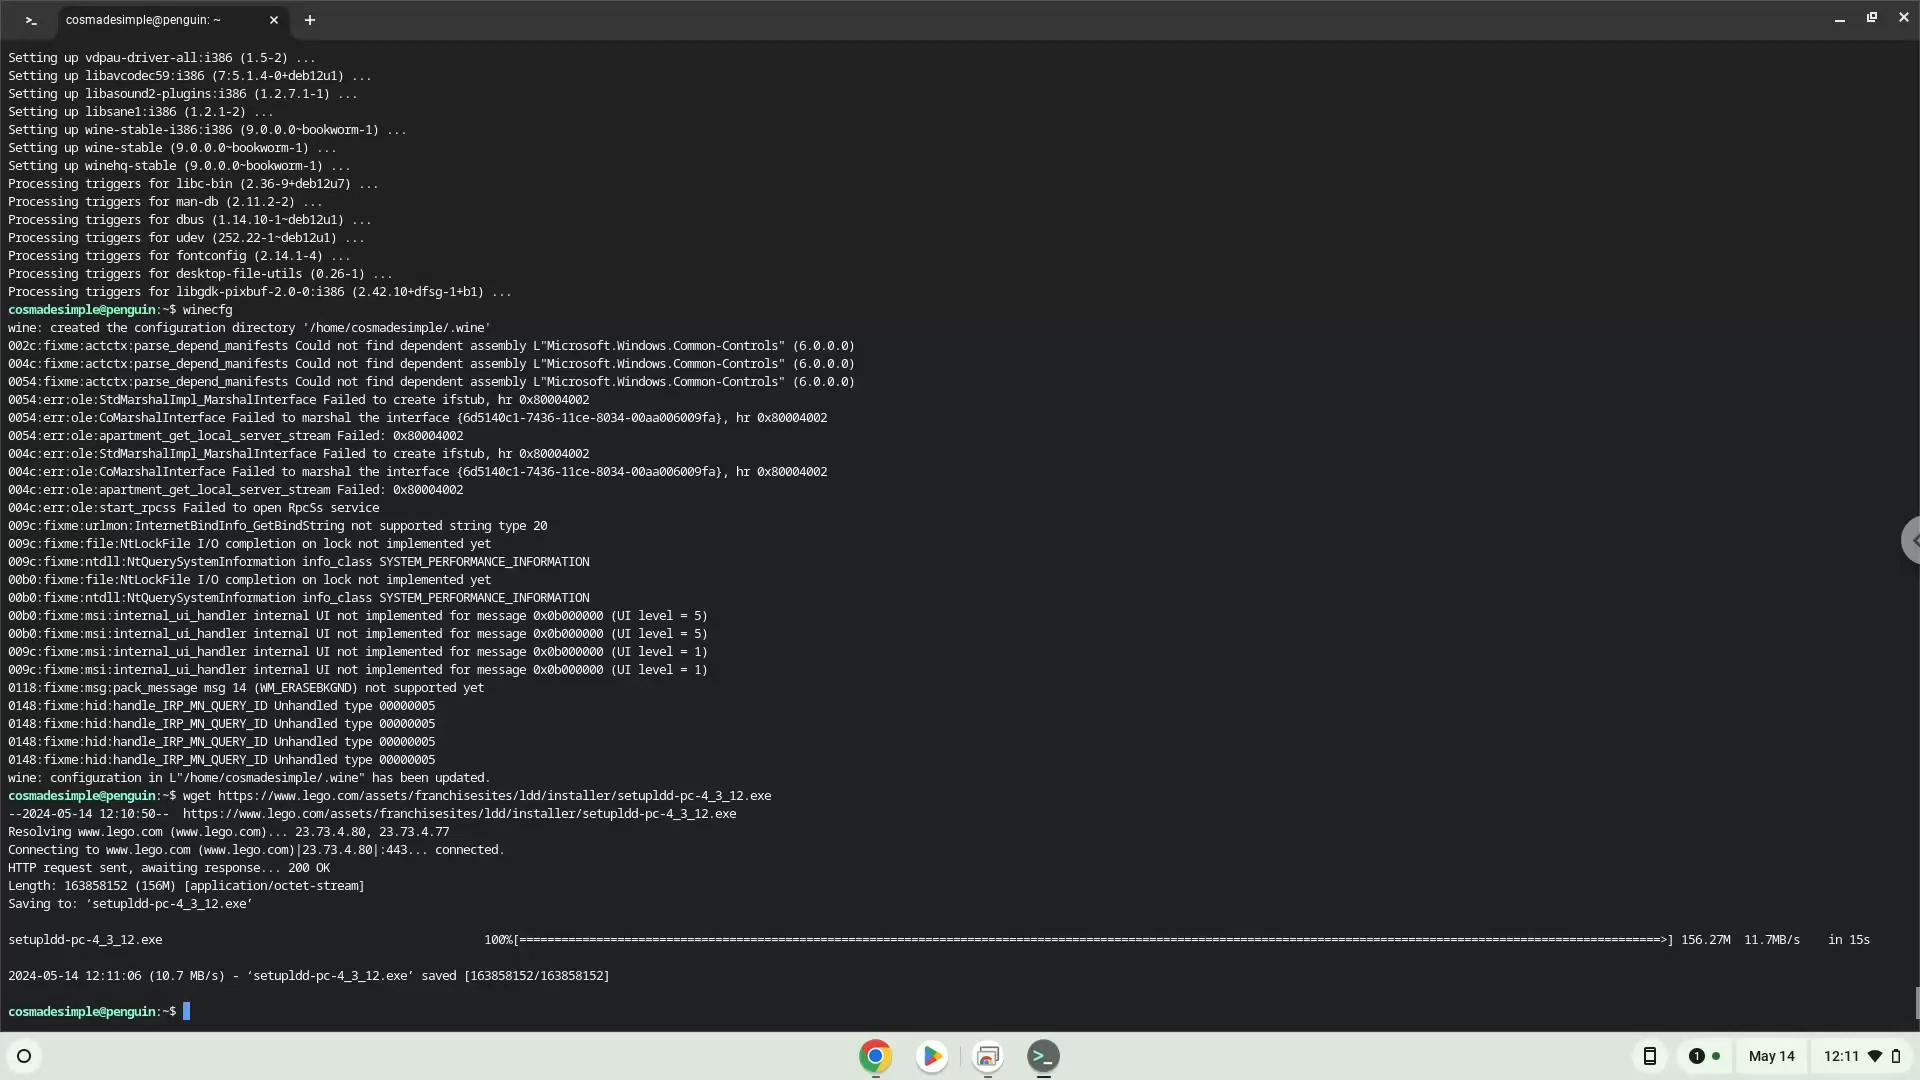 cosmadesimple@penguin: ~
Setting up vdpau-driver-all:i386 (1.5-2) ...
Setting up libavcodec59:i386 (7:5.1.4-0+deb12u1) ...
Setting up libasound2-plugins:i386 (1.2.7.1-1) ...
Setting up libsane1:i386 (1.2.1-2) ...
Setting up wine-stable-i386:i386 (9.0.0.0~bookworm-1) ...
Setting up wine-stable (9.0.0.0~bookworm-1) ...
Setting up winehq-stable (9.0.0.0~bookworm-1) ...
Processing triggers for libc-bin (2.36-9+deb12u7) ...
Processing triggers for man-db (2.11.2-2) ...
Processing triggers for dbus (1.14.10-1~deb12u1) ...
Processing triggers for udev (252.22-1~deb12u1) ...
Processing triggers for fontconfig (2.14.1-4) ...
Processing triggers for desktop-file-utils (0.26-1) ...
Processing triggers for libgdk-pixbuf-2.0-0:i386 (2.42.10+dfsg-1+b1) ...
cosmadesimple@penguin:~$ winecfg
wine: created the configuration directory '/home/cosmadesimple/.wine'
002c:fixme:actctx:parse_depend_manifests Could not find dependent assembly L"Microsoft.Windows.Common-Controls" (6.0.0.0)
004c:fixme:actctx:parse_depend_manifests Could not find dependent assembly L"Microsoft.Windows.Common-Controls" (6.0.0.0)
0054:fixme:actctx:parse_depend_manifests Could not find dependent assembly L"Microsoft.Windows.Common-Controls" (6.0.0.0)
0054:err:ole:StdMarshalImpl_MarshalInterface Failed to create ifstub, hr 0x80004002
0054:err:ole:CoMarshalInterface Failed to marshal the interface {6d5140c1-7436-11ce-8034-00aa006009fa}, hr 0x80004002
0054:err:ole:apartment_get_local_server_stream Failed: 0x80004002
004c:err:ole:StdMarshalImpl_MarshalInterface Failed to create ifstub, hr 0x80004002
004c:err:ole:CoMarshalInterface Failed to marshal the interface {6d5140c1-7436-11ce-8034-00aa006009fa}, hr 0x80004002
004c:err:ole:apartment_get_local_server_stream Failed: 0x80004002
004c:err:ole:start_rpcss Failed to open RpcSs service
009c:fixme:urlmon:InternetBindInfo_GetBindString not supported string type 20
009c:fixme:file:NtLockFile I/O completion on lock not implemented yet
009c:fixme:ntdll:NtQuerySystemInformation info_class SYSTEM_PERFORMANCE_INFORMATION
00b0:fixme:file:NtLockFile I/O completion on lock not implemented yet
00b0:fixme:ntdll:NtQuerySystemInformation info_class SYSTEM_PERFORMANCE_INFORMATION
00b0:fixme:msi:internal_ui_handler internal UI not implemented for message 0x0b000000 (UI level = 5)
00b0:fixme:msi:internal_ui_handler internal UI not implemented for message 0x0b000000 (UI level = 5)
009c:fixme:msi:internal_ui_handler internal UI not implemented for message 0x0b000000 (UI level = 1)
009c:fixme:msi:internal_ui_handler internal UI not implemented for message 0x0b000000 (UI level = 1)
0118:fixme:msg:pack_message msg 14 (WM_ERASEBKGND) not supported yet
0148:fixme:hid:handle_IRP_MN_QUERY_ID Unhandled type 00000005
0148:fixme:hid:handle_IRP_MN_QUERY_ID Unhandled type 00000005
0148:fixme:hid:handle_IRP_MN_QUERY_ID Unhandled type 00000005
0148:fixme:hid:handle_IRP_MN_QUERY_ID Unhandled type 00000005
wine: configuration in L"/home/cosmadesimple/.wine" has been updated.
cosmadesimple@penguin:~$ wget https://www.lego.com/assets/franchisesites/ldd/installer/setupldd-pc-4_3_12.exe
--2024-05-14 12:10:50--  https://www.lego.com/assets/franchisesites/ldd/installer/setupldd-pc-4_3_12.exe
Resolving www.lego.com (www.lego.com)... 23.73.4.80, 23.73.4.77
Connecting to www.lego.com (www.lego.com)|23.73.4.80|:443... connected.
HTTP request sent, awaiting response... 200 OK
Length: 163858152 (156M) [application/octet-stream]
Saving to: ‘setupldd-pc-4_3_12.exe’
setupldd-pc-4_3_12.exe 100%[===================>] 156.27M 11.7MB/s in 15s
2024-05-14 12:11:06 (10.7 MB/s) - ‘setupldd-pc-4_3_12.exe’ saved [163858152/163858152]
cosmadesimple@penguin:~$
1 May 14 12:11